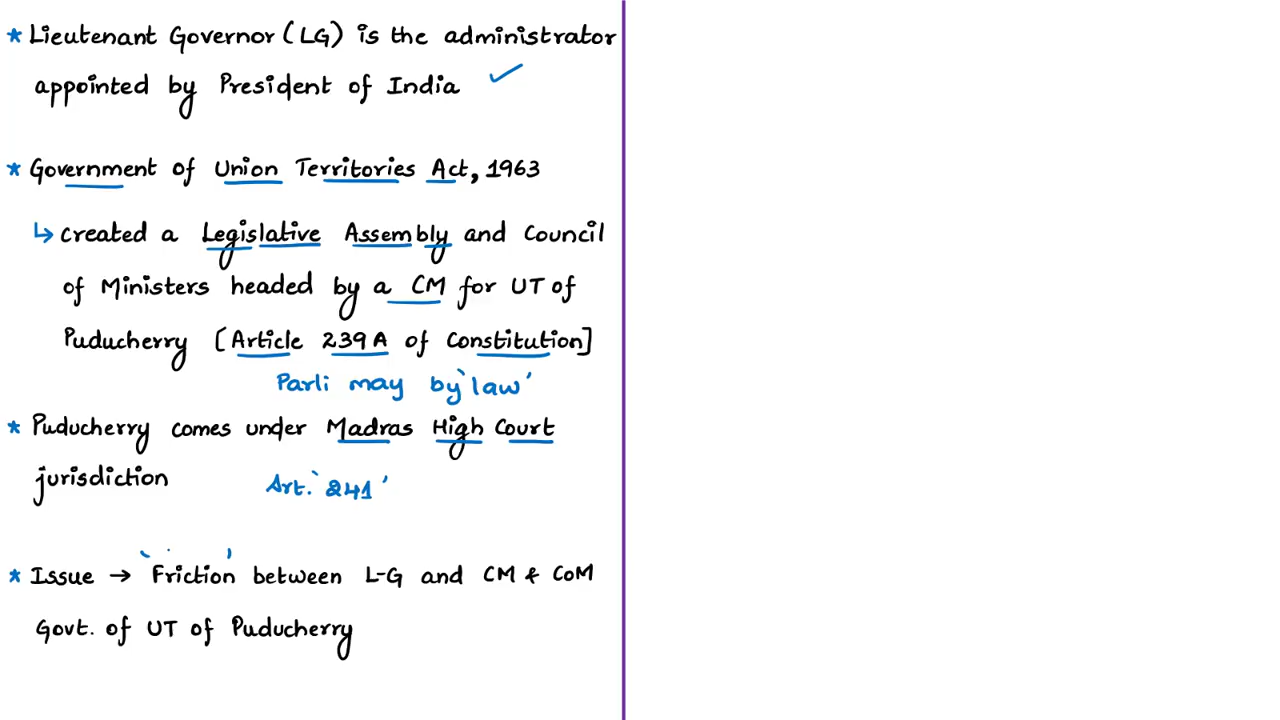 * Lieutenant Governor (LG) is the administrator
appointed by President of India ✓
* Government of Union Territories Act, 1963
↳ created a Legislative Assembly and Council
of Ministers headed by a CM for UT of
Puducherry [Article 239A of Constitution]
Parli may by 'law'
* Puducherry comes under Madras High Court
jurisdiction
Art. '241'
* Issue → 'Friction' between L-G and CM & CoM
Govt. of UT of Puducherry